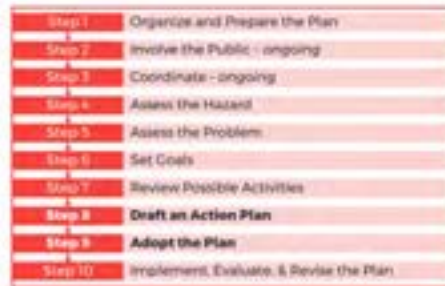 Step 1 Organize and Prepare the Plan
Step 2 Involve the Public - ongoing
Step 3 Coordinate - ongoing
Step 4 Assess the Hazard
Step 5 Assess the Problem
Step 6 Set Goals
Step 7 Review Possible Activities
Step 8 Draft an Action Plan
Step 9 Adopt the Plan
Step 10 Implement, Evaluate, & Revise the Plan